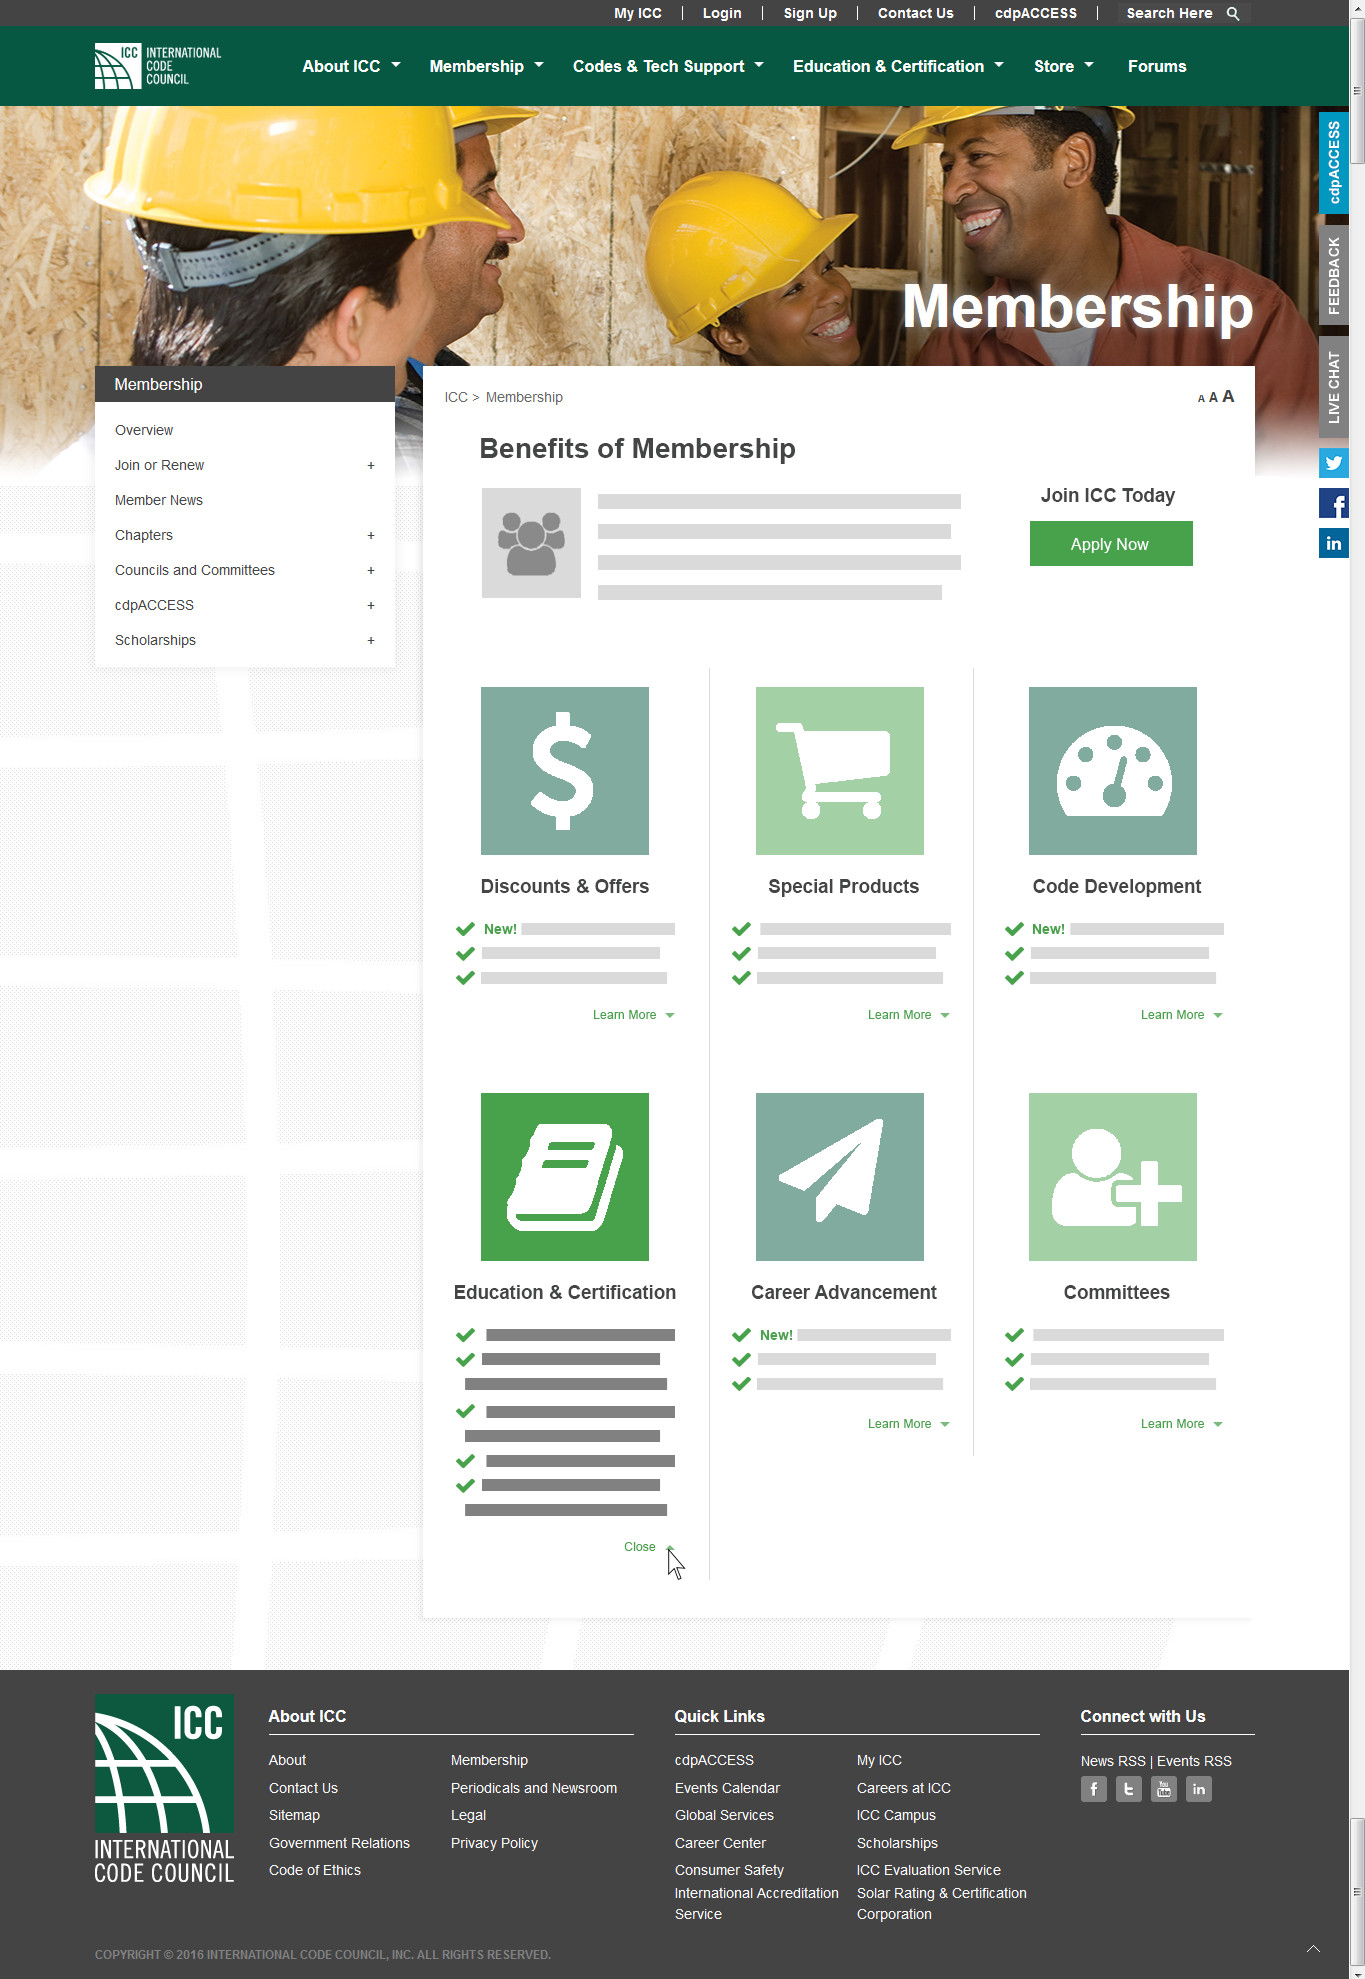 My ICC | Login | Sign Up | Contact Us | cdpACCESS | Search Here
ICC INTERNATIONAL
CODE
COUNCIL
About ICC Membership Codes & Tech Support Education & Certification Store Forums
cdpACCESS
FEEDBACK
LIVE CHAT
Membership
Membership
Overview
Join or Renew +
Member News
Chapters +
Councils and Committees +
cdpACCESS +
Scholarships +
ICC > Membership
A A A
Benefits of Membership
Join ICC Today
Apply Now
Discounts & Offers
New!
Learn More
Special Products
Learn More
Code Development
New!
Learn More
Education & Certification
Close
Career Advancement
New!
Learn More
Committees
Learn More
ICC
INTERNATIONAL
CODE COUNCIL
About ICC
About
Contact Us
Sitemap
Government Relations
Code of Ethics
Membership
Periodicals and Newsroom
Legal
Privacy Policy
Quick Links
cdpACCESS
Events Calendar
Global Services
Career Center
Consumer Safety
International Accreditation
Service
My ICC
Careers at ICC
ICC Campus
Scholarships
ICC Evaluation Service
Solar Rating & Certification
Corporation
Connect with Us
News RSS | Events RSS
You Tube
in
COPYRIGHT © 2016 INTERNATIONAL CODE COUNCIL, INC. ALL RIGHTS RESERVED.